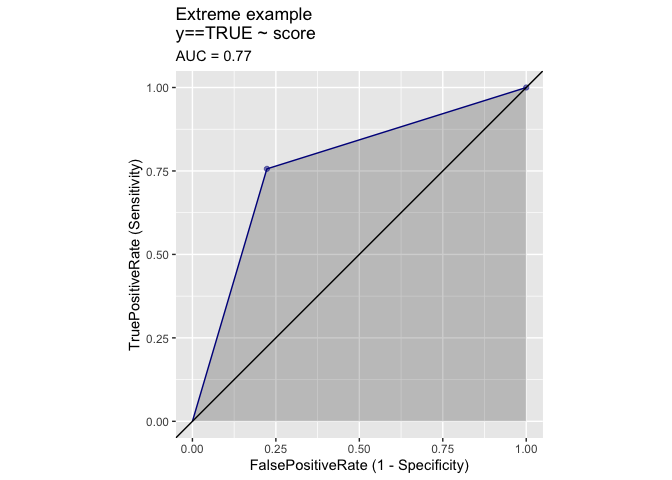 Extreme example
y==TRUE ~ score
AUC = 0.77
TruePositiveRate (Sensitivity)
1.00
0.75
0.50
0.25
0.00
0.00 0.25 0.50 0.75 1.00
FalsePositiveRate (1 - Specificity)